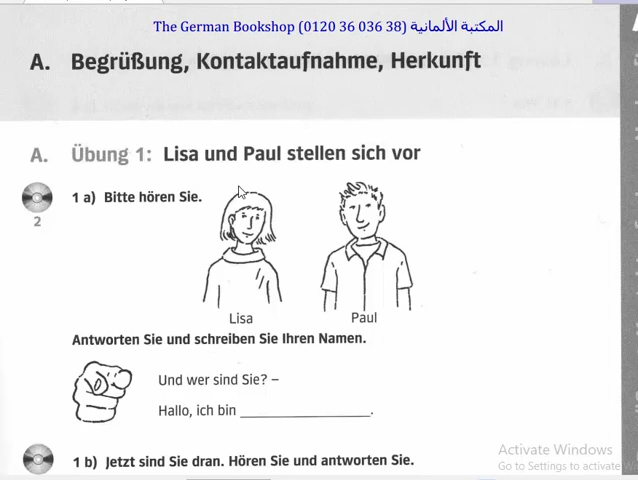 The German Bookshop (0120 36 036 38) المكتبة الألمانية
A. Begrüßung, Kontaktaufnahme, Herkunft
A. Übung 1: Lisa und Paul stellen sich vor
1 a) Bitte hören Sie.
2
Lisa
Paul
Antworten Sie und schreiben Sie Ihren Namen.
Und wer sind Sie? –
Hallo, ich bin ____________________.
1 b) Jetzt sind Sie dran. Hören Sie und antworten Sie.
Activate Windows
Go to Settings to activate